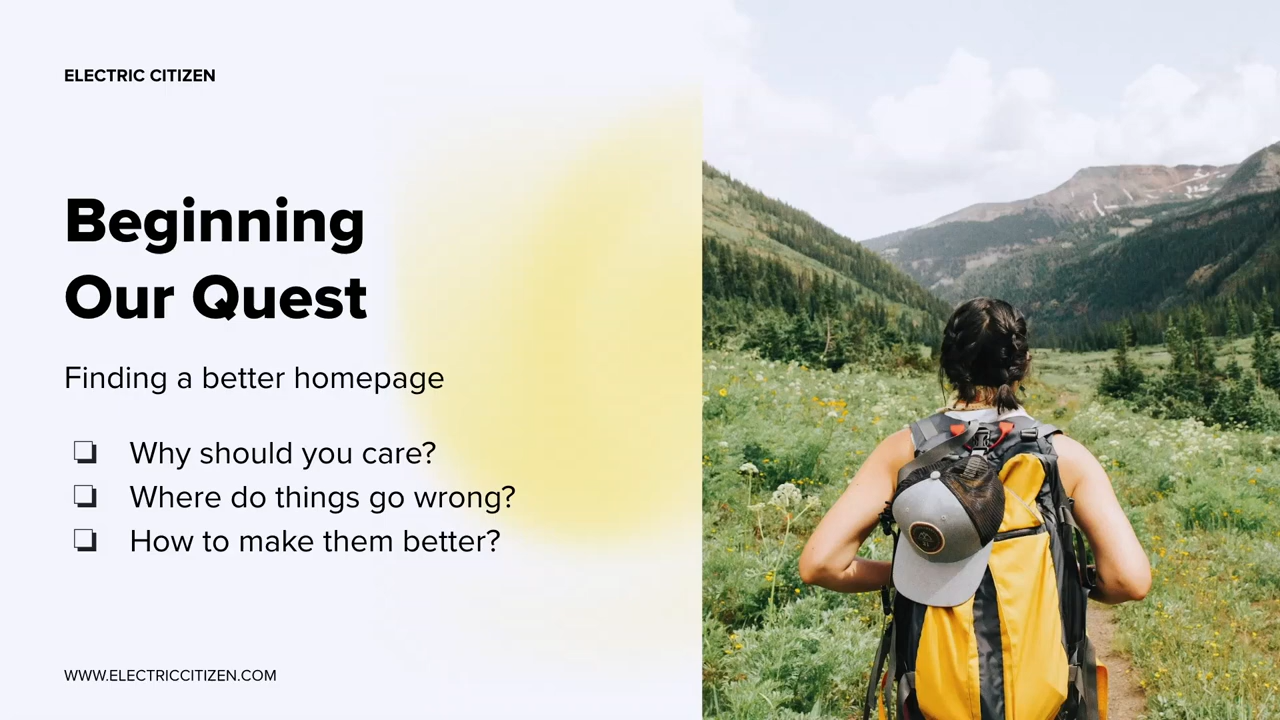 ELECTRIC CITIZEN
Beginning
Our Quest
Finding a better homepage
❏ Why should you care?
❏ Where do things go wrong?
❏ How to make them better?
WWW.ELECTRICCITIZEN.COM